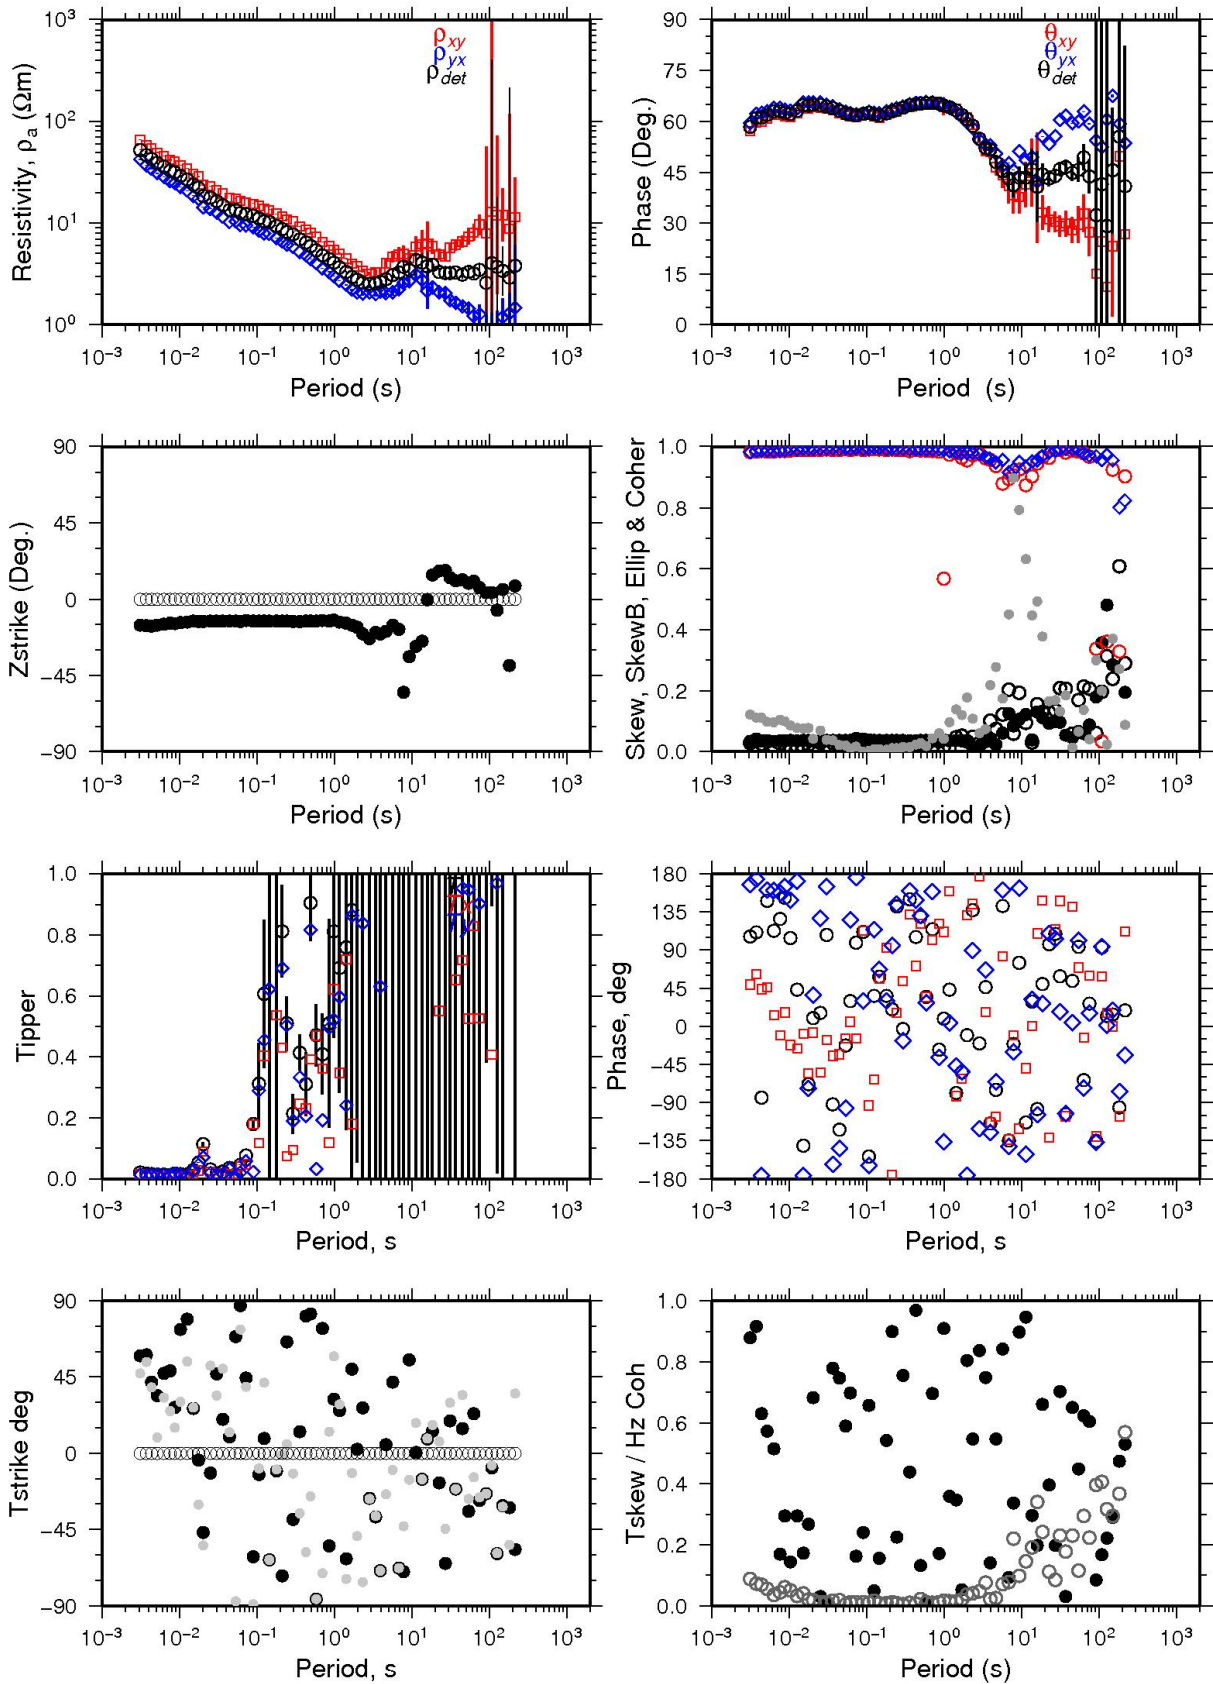 10³
10²
10¹
10⁰
Resistivity, ρₐ (Ωm)
ρxy
ρyx
ρdet
10⁻³ 10⁻² 10⁻¹ 10⁰ 10¹ 10² 10³
Period (s)
90
75
60
45
30
15
0
Phase (Deg.)
θxy
θyx
θdet
10⁻³ 10⁻² 10⁻¹ 10⁰ 10¹ 10² 10³
Period (s)
90
45
0
−45
−90
Zstrike (Deg.)
10⁻³ 10⁻² 10⁻¹ 10⁰ 10¹ 10² 10³
Period (s)
1.0
0.8
0.6
0.4
0.2
0.0
Skew, SkewB, Ellip & Coher
10⁻³ 10⁻² 10⁻¹ 10⁰ 10¹ 10² 10³
Period (s)
1.0
0.8
0.6
0.4
0.2
0.0
Tipper
10⁻³ 10⁻² 10⁻¹ 10⁰ 10¹ 10² 10³
Period, s
180
135
90
45
0
−45
−90
−135
−180
Phase, deg
10⁻³ 10⁻² 10⁻¹ 10⁰ 10¹ 10² 10³
Period, s
90
45
0
−45
−90
Tstrike deg
10⁻³ 10⁻² 10⁻¹ 10⁰ 10¹ 10² 10³
Period, s
1.0
0.8
0.6
0.4
0.2
0.0
Tskew / Hz Coh
10⁻³ 10⁻² 10⁻¹ 10⁰ 10¹ 10² 10³
Period (s)